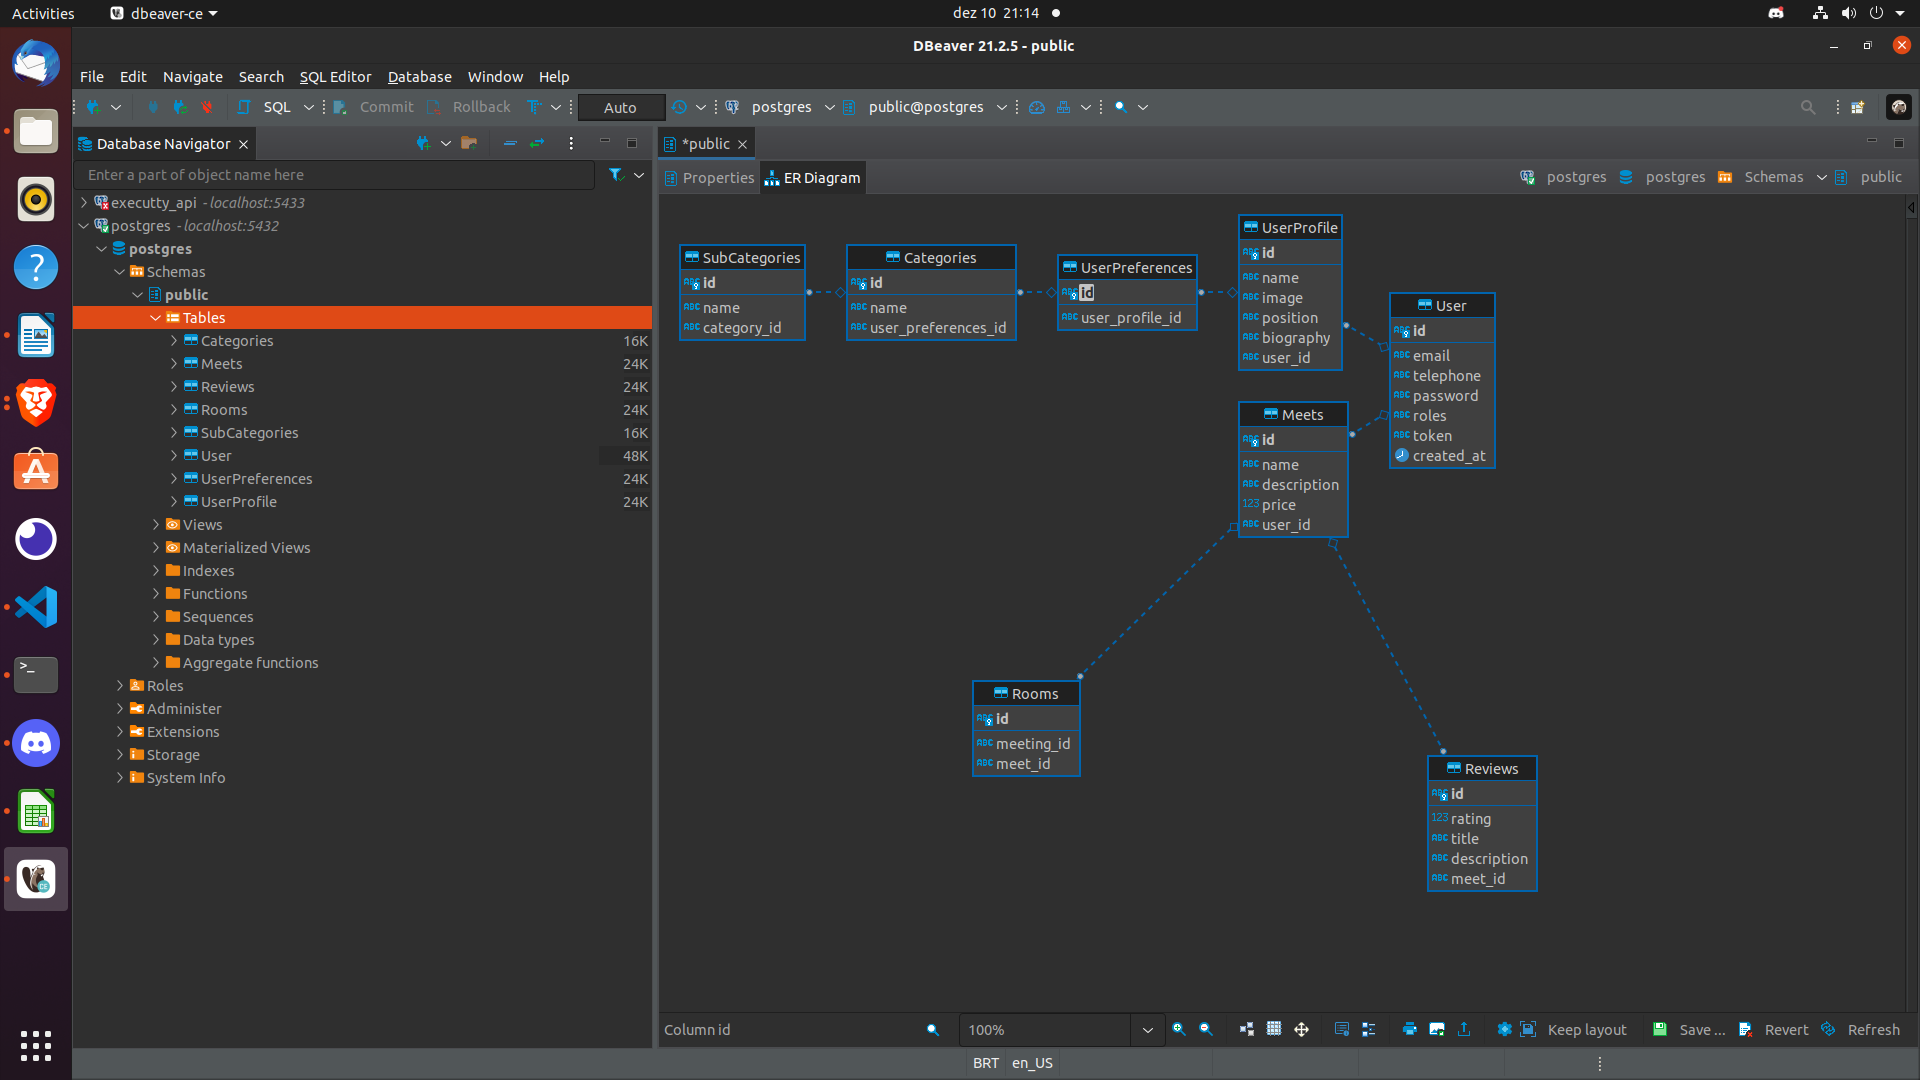 Activities
dbeaver-ce
dez 10 21:14
DBeaver 21.2.5 - public
File Edit Navigate Search SQL Editor Database Window Help
SQL Commit Rollback Auto postgres public@postgres
Database Navigator
Enter a part of object name here
executty_api - localhost:5433
postgres - localhost:5432
postgres
Schemas
public
Tables
Categories 16K
Meets 24K
Reviews 24K
Rooms 24K
SubCategories 16K
User 48K
UserPreferences 24K
UserProfile 24K
Views
Materialized Views
Indexes
Functions
Sequences
Data types
Aggregate functions
Roles
Administer
Extensions
Storage
System Info
*public
Properties ER Diagram
postgres postgres Schemas public
SubCategories
id
name
category_id
Categories
id
name
user_preferences_id
UserPreferences
id
user_profile_id
UserProfile
id
name
image
position
biography
user_id
User
id
email
telephone
password
roles
token
created_at
Meets
id
name
description
123 price
user_id
Rooms
id
meeting_id
meet_id
Reviews
id
123 rating
title
description
meet_id
Column id
100%
Keep layout Save ... Revert Refresh
BRT en_US